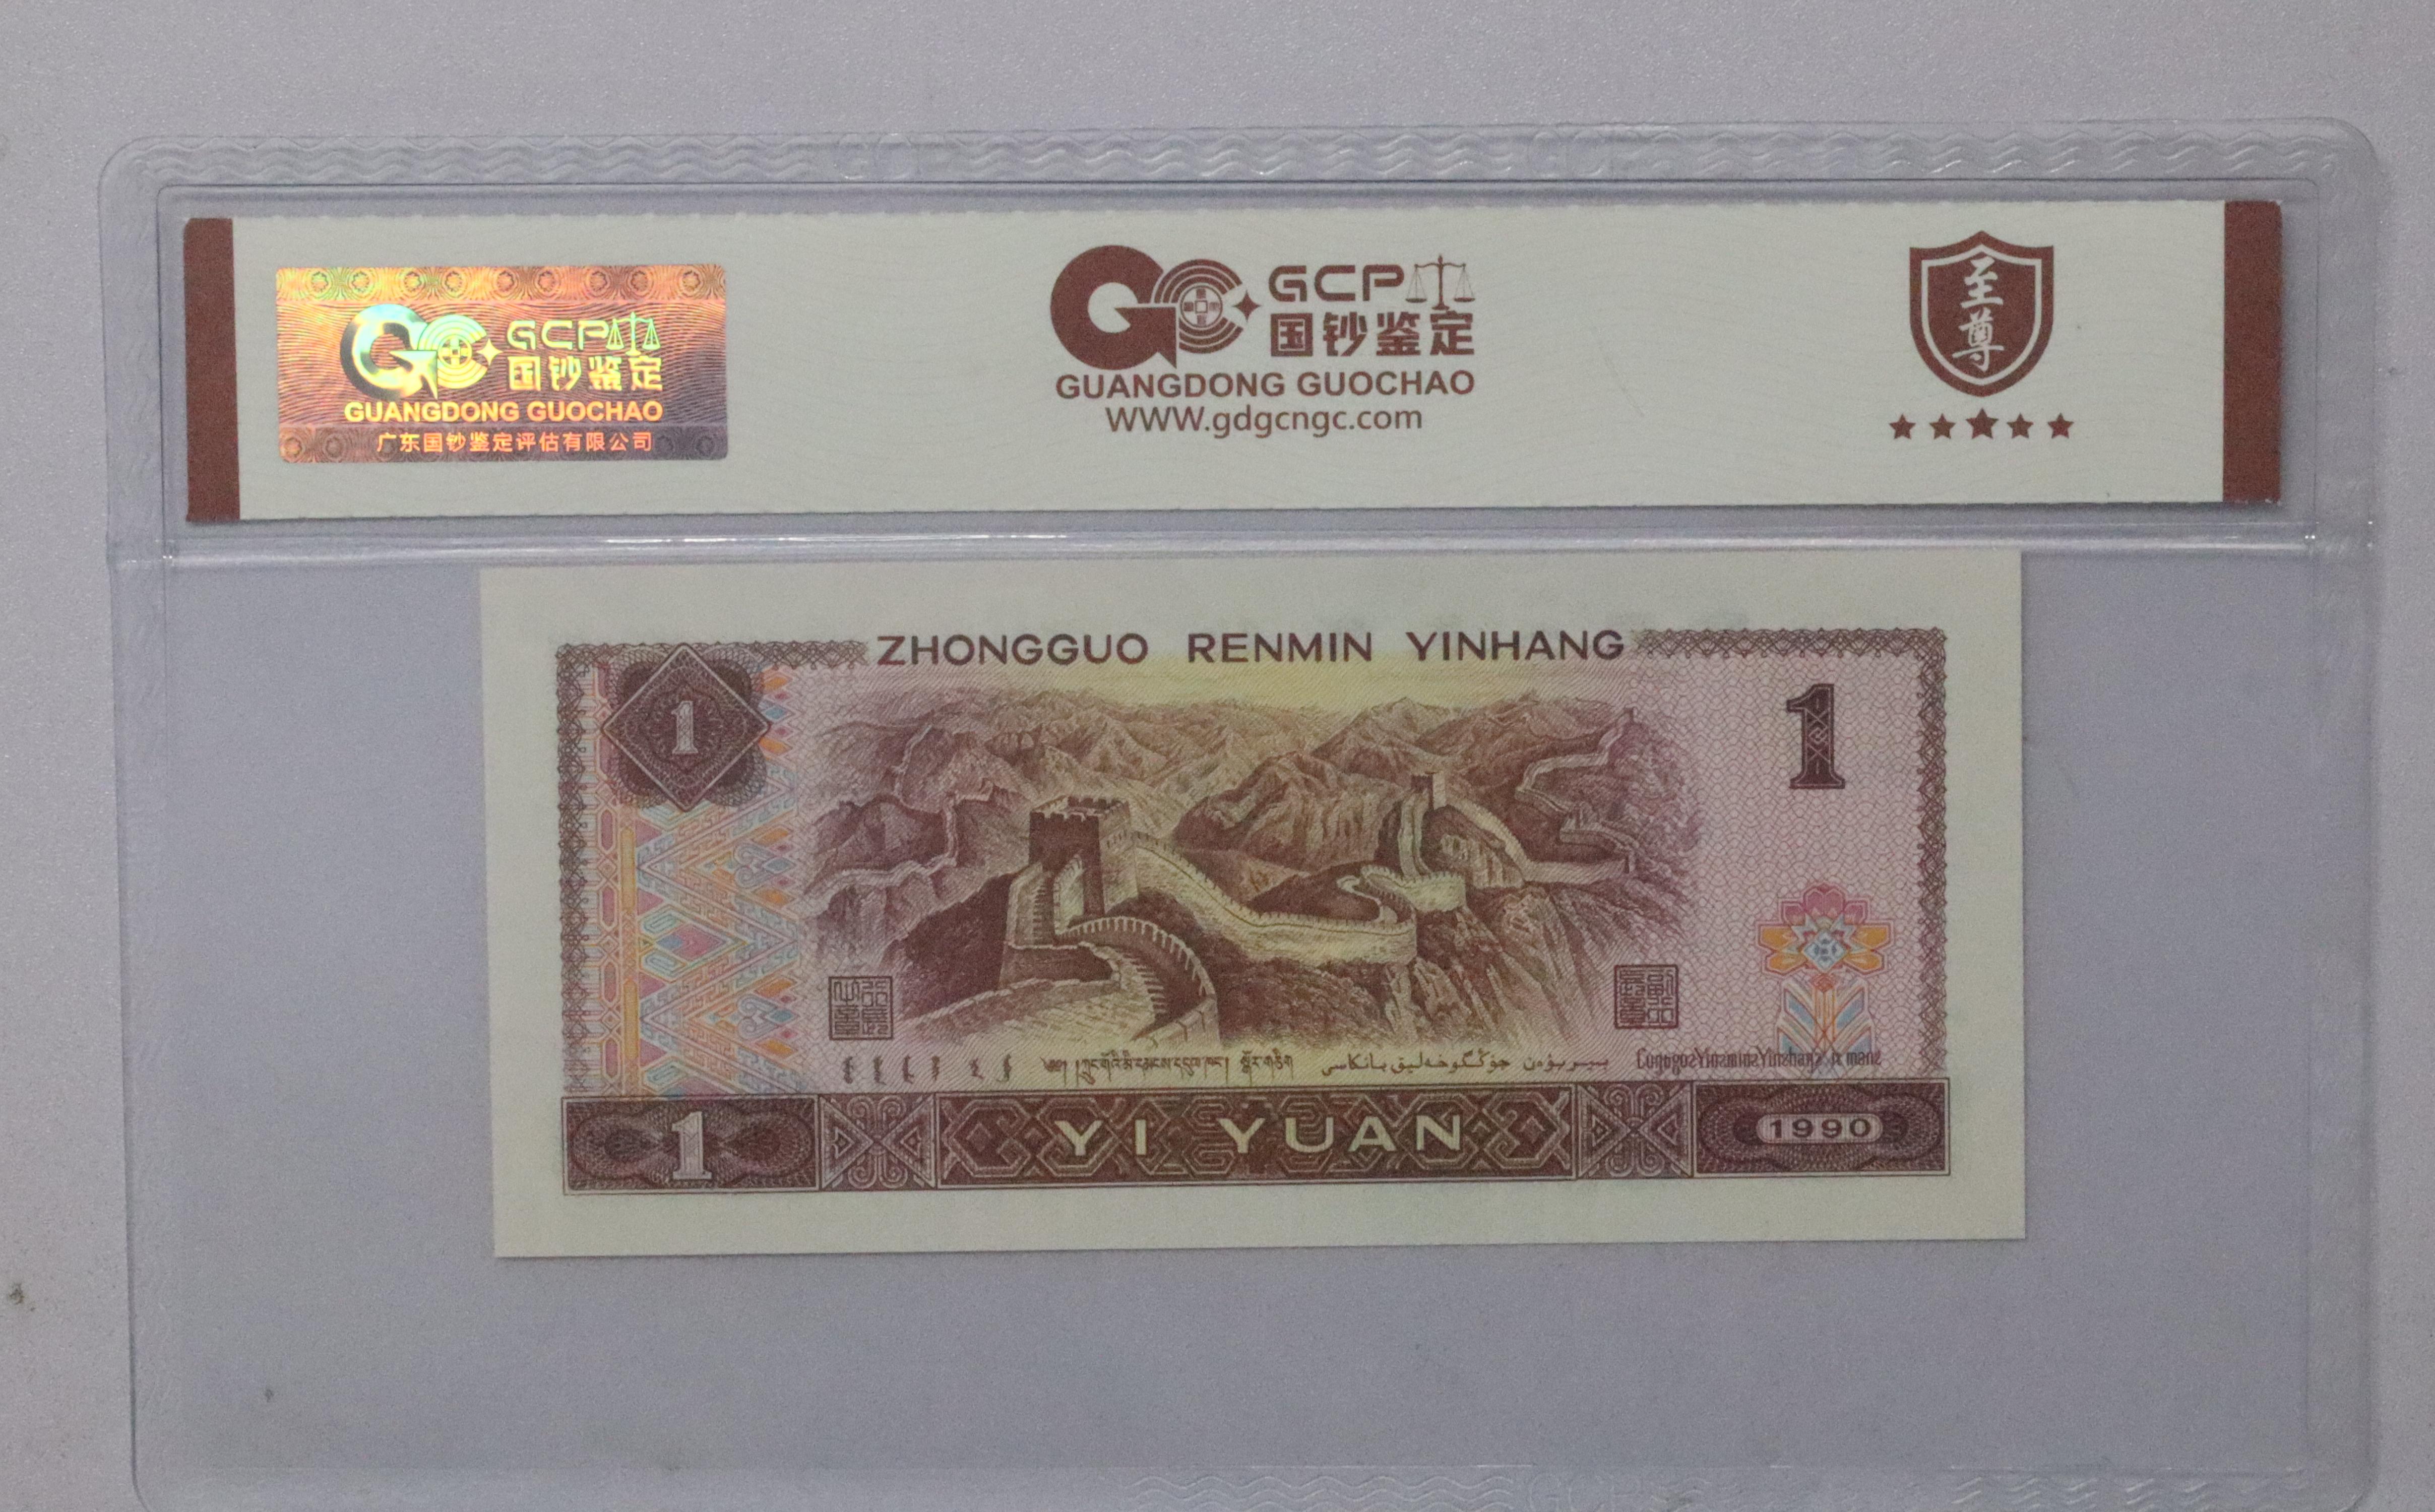 GCP
国钞鉴定
GUANGDONG GUOCHAO
广东国钞鉴定评估有限公司
GCP
国钞鉴定
GUANGDONG GUOCHAO
WWW.gdgcngc.com
至尊
ZHONGGUO RENMIN YINHANG
1
1
1
YI YUAN
1990